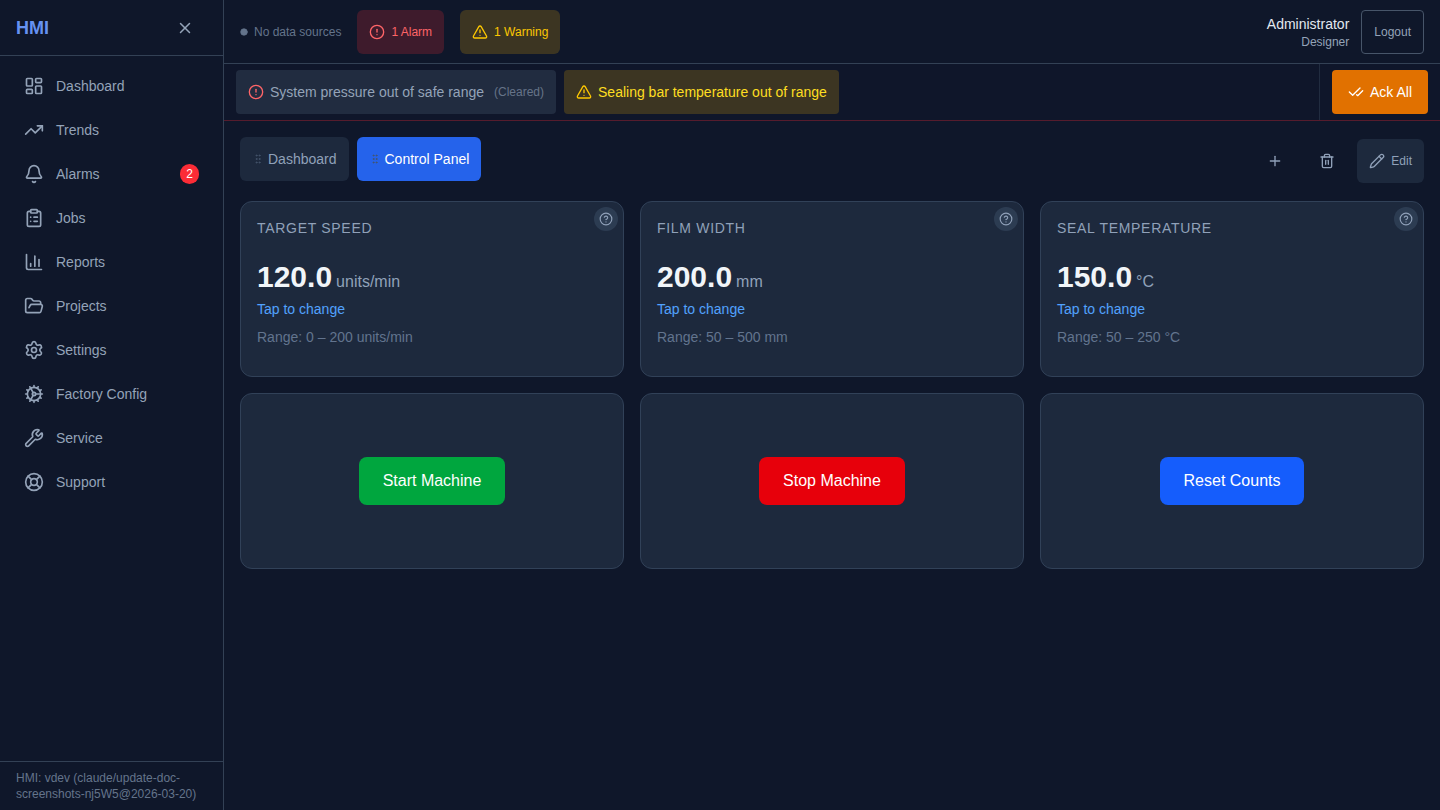 HMI
Dashboard
Trends
Alarms 2
Jobs
Reports
Projects
Settings
Factory Config
Service
Support
HMI: vdev (claude/update-doc-
screenshots-nj5W5@2026-03-20)
No data sources
1 Alarm
1 Warning
Administrator
Designer
Logout
System pressure out of safe range (Cleared)
Sealing bar temperature out of range
Ack All
Dashboard
Control Panel
Edit
TARGET SPEED
120.0 units/min
Tap to change
Range: 0 – 200 units/min
FILM WIDTH
200.0 mm
Tap to change
Range: 50 – 500 mm
SEAL TEMPERATURE
150.0 °C
Tap to change
Range: 50 – 250 °C
Start Machine
Stop Machine
Reset Counts